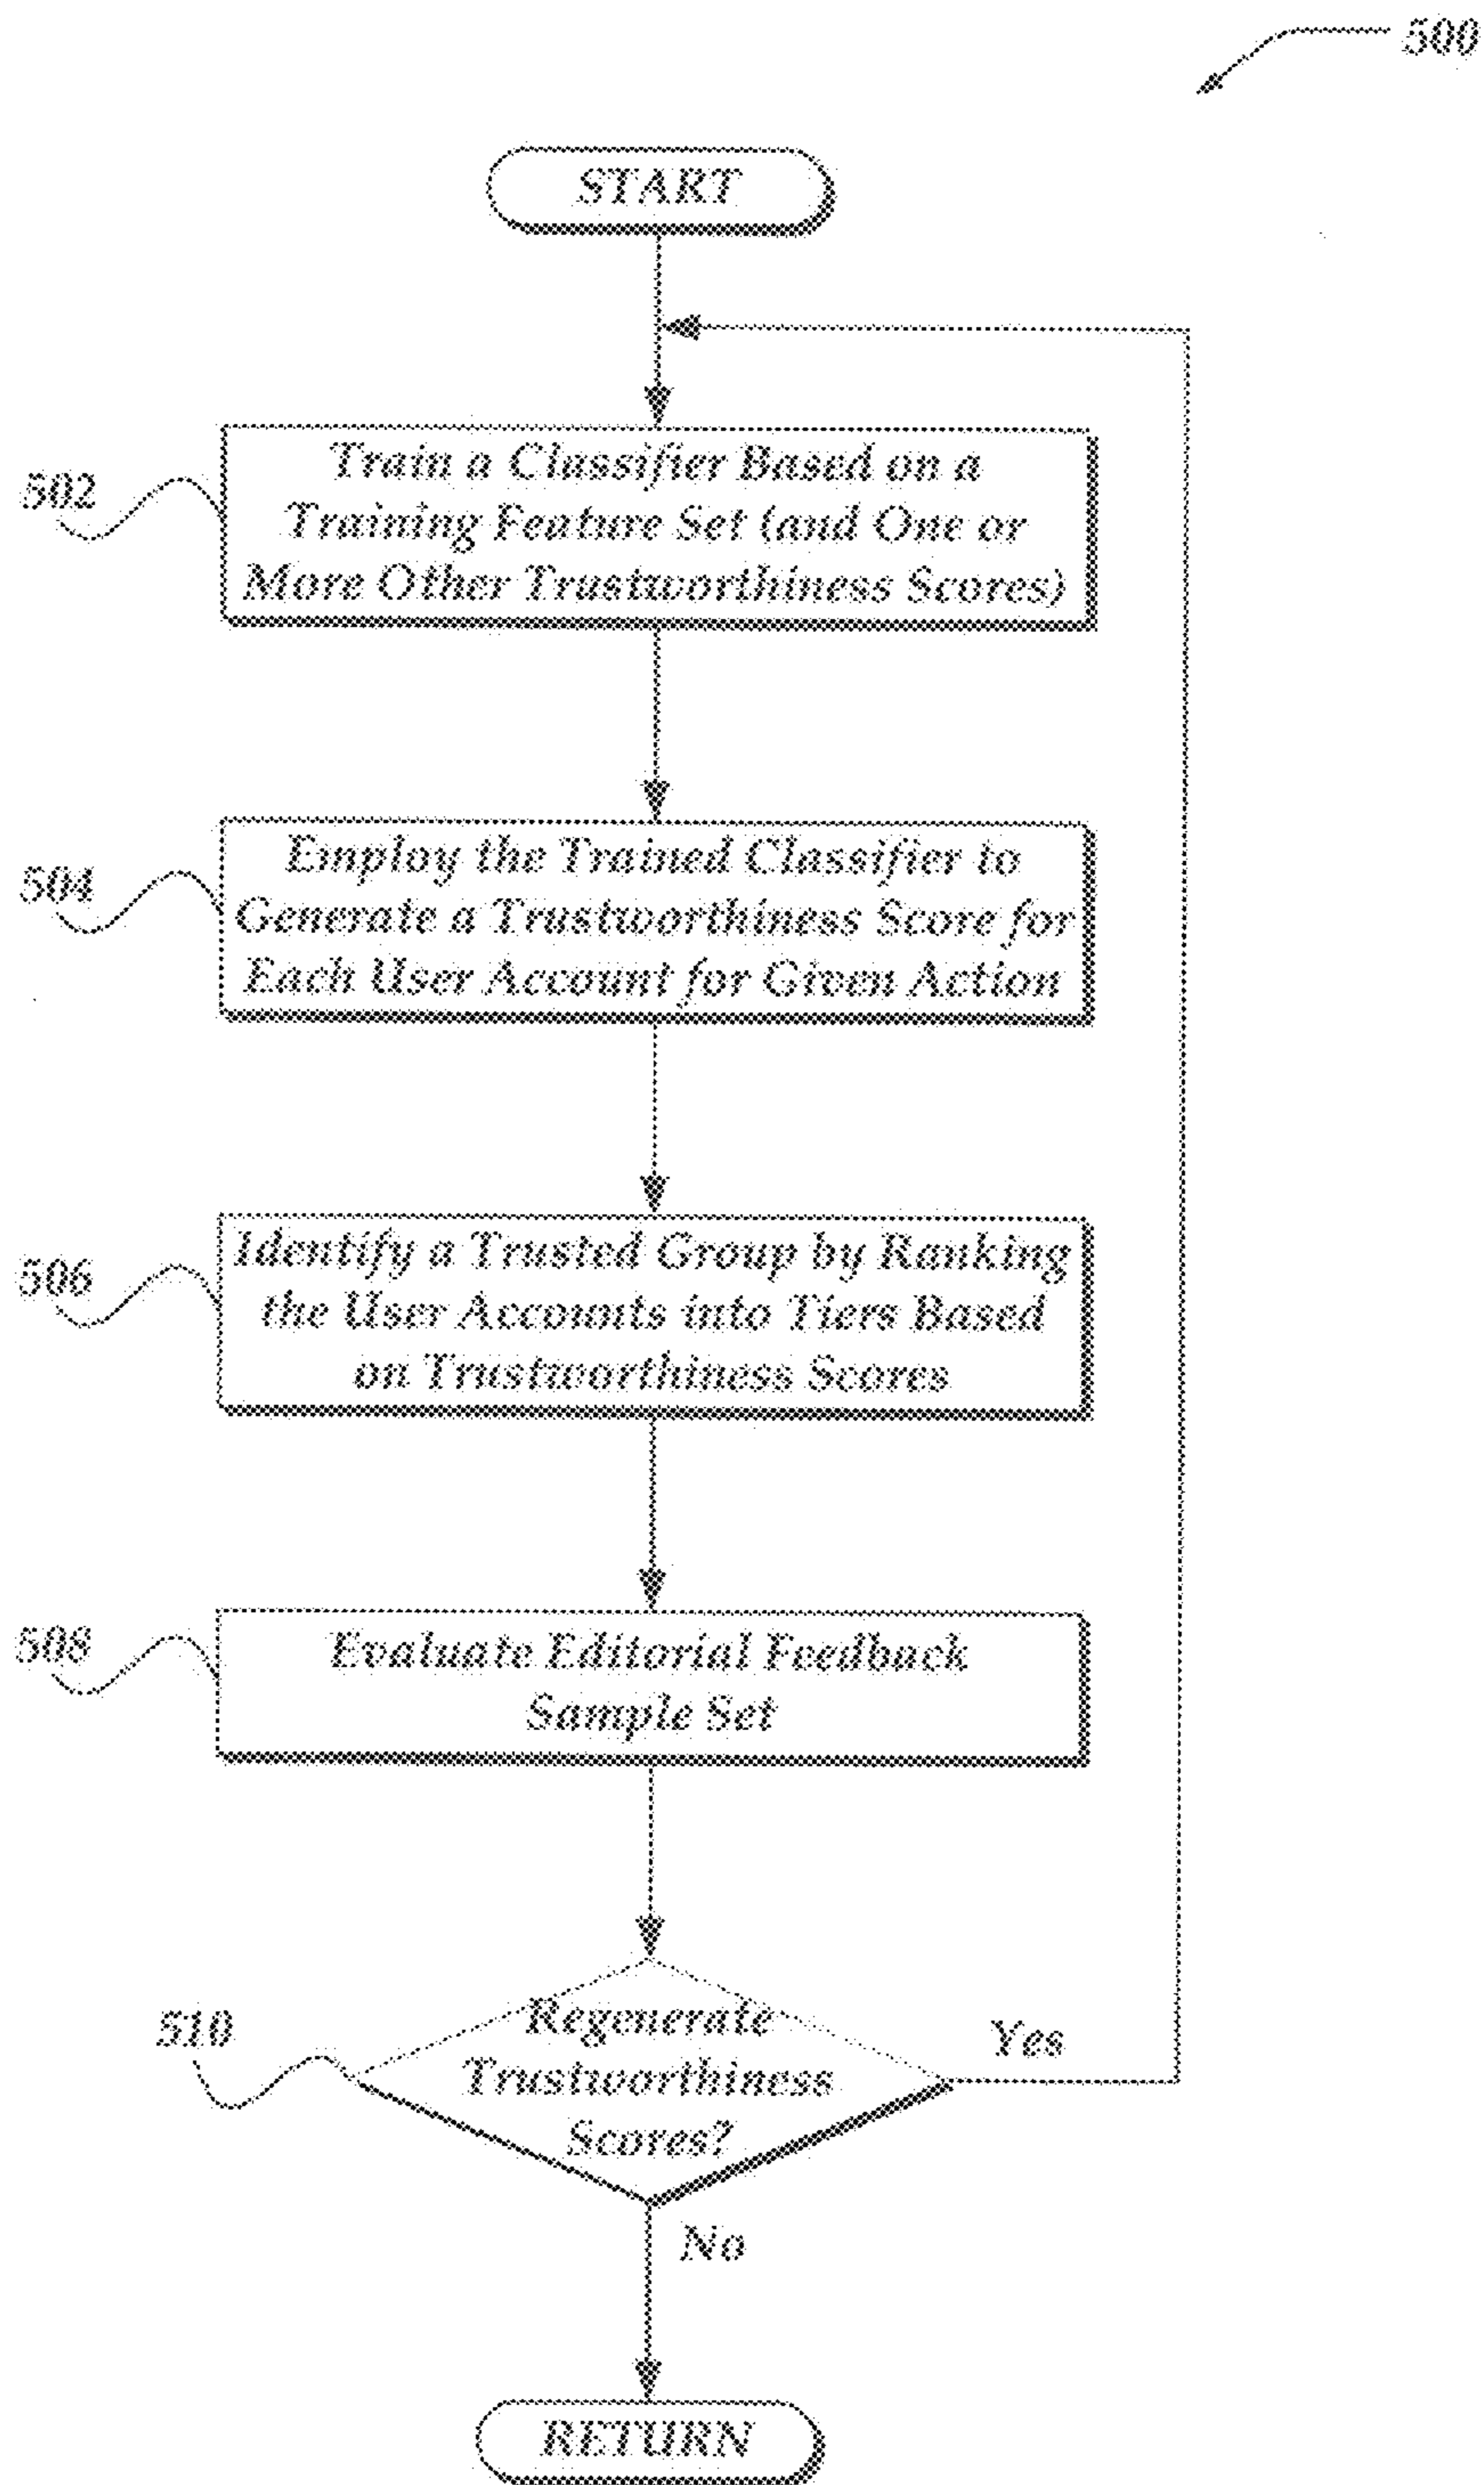 500
START
502
Train a Classifier Based on a
Training Feature Set (and One or
More Other Trustworthiness Scores)
504
Employ the Trained Classifier to
Generate a Trustworthiness Score for
Each User Account for Given Action
506
Identify a Trusted Group by Ranking
the User Accounts into Tiers Based
on Trustworthiness Scores
508
Evaluate Editorial Feedback
Sample Set
510
Regenerate
Trustworthiness
Scores?
Yes
No
RETURN